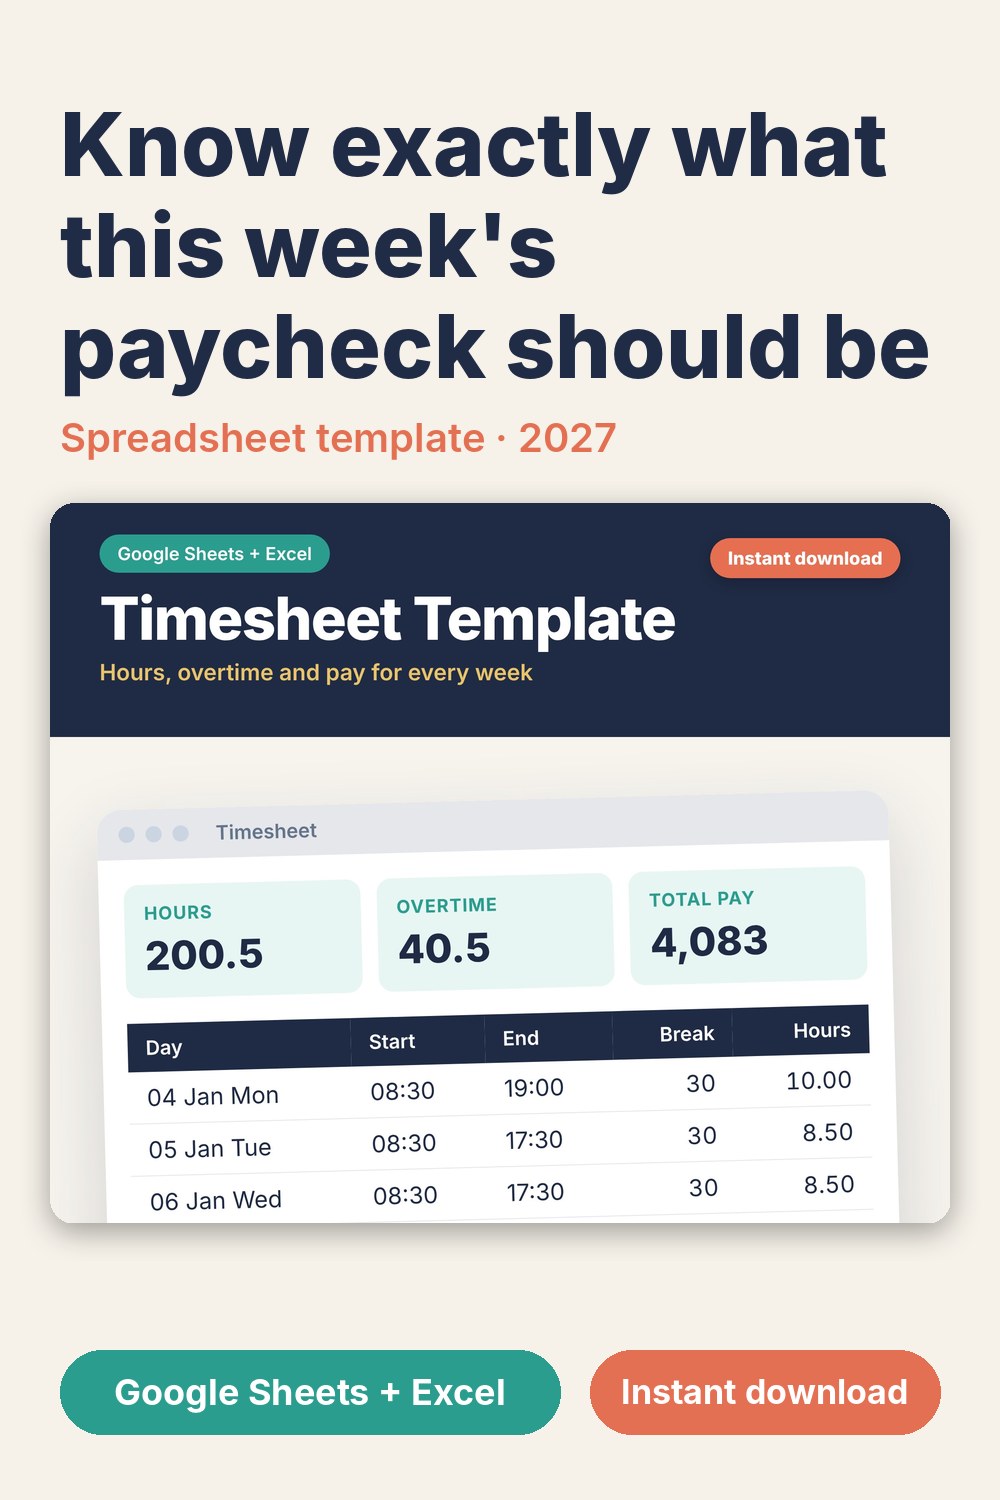 Know exactly what
this week's
paycheck should be
Spreadsheet template · 2027
Google Sheets + Excel
Instant download
Timesheet Template
Hours, overtime and pay for every week
Timesheet
HOURS OVERTIME TOTAL PAY
200.5 40.5 4,083
Day Start End Break Hours
04 Jan Mon 08:30 19:00 30 10.00
05 Jan Tue 08:30 17:30 30 8.50
06 Jan Wed 08:30 17:30 30 8.50
Google Sheets + Excel Instant download